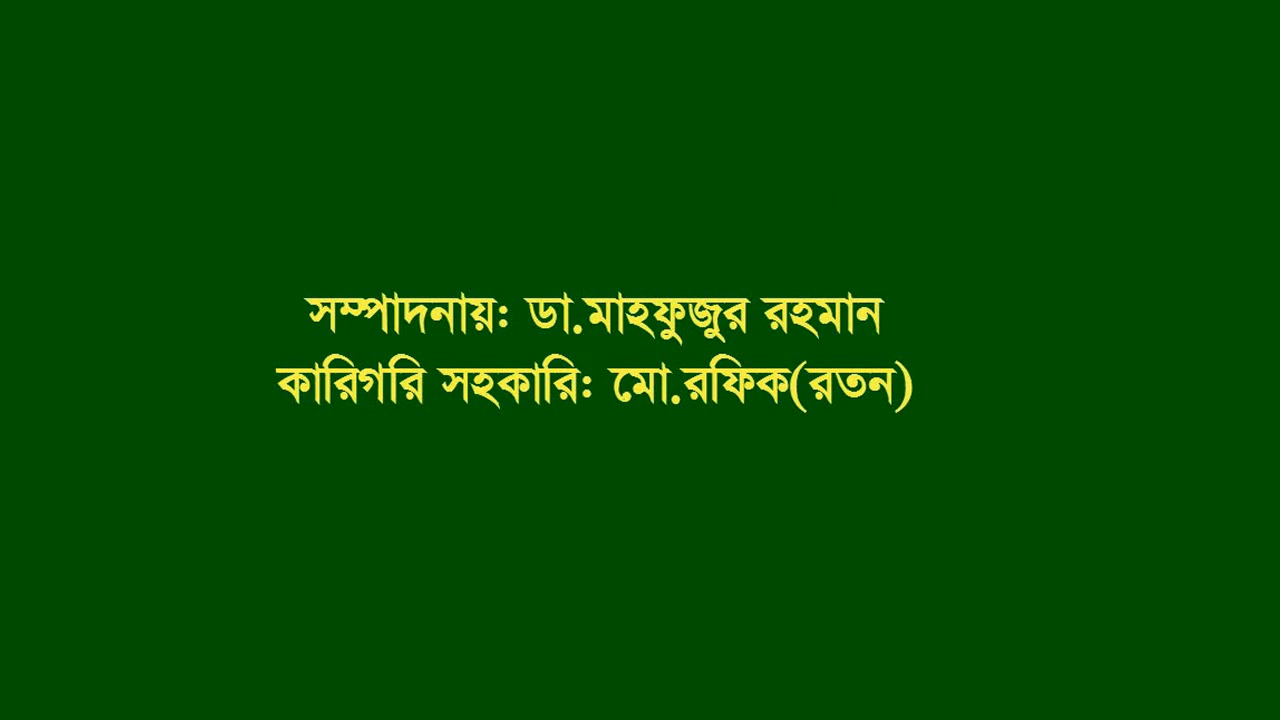 সম্পাদনায়ঃ ডা.মাহফুজুর রহমান
কারিগরি সহকারিঃ মো.রফিক(রতন)